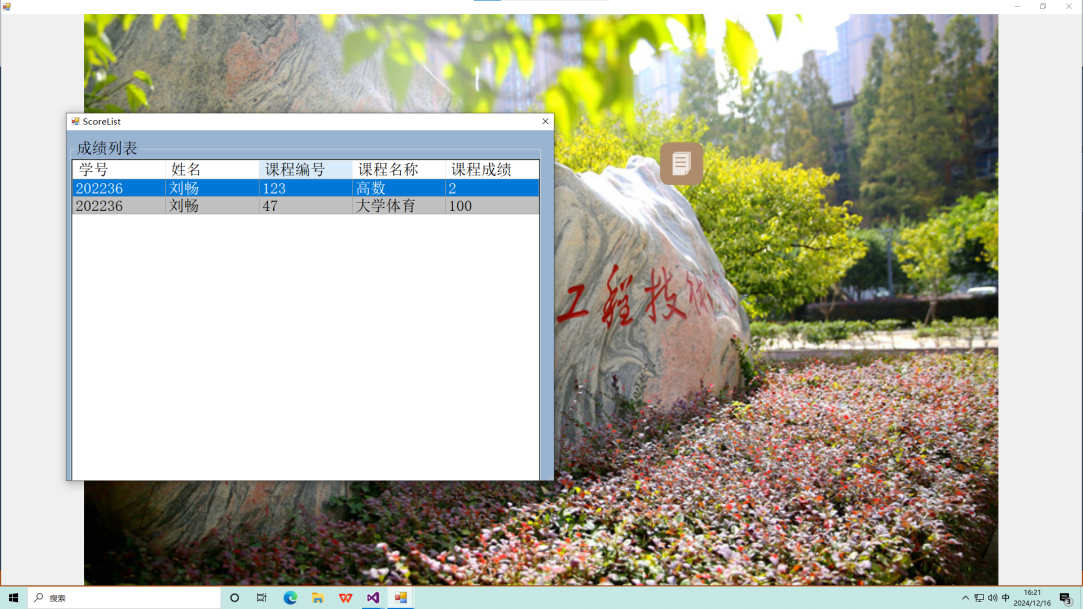 ScoreList
成绩列表
学号 姓名 课程编号 课程名称 课程成绩
202236 刘畅 123 高数 2
202236 刘畅 47 大学体育 100
工程技
搜索
中
16:21
2024/12/16
3